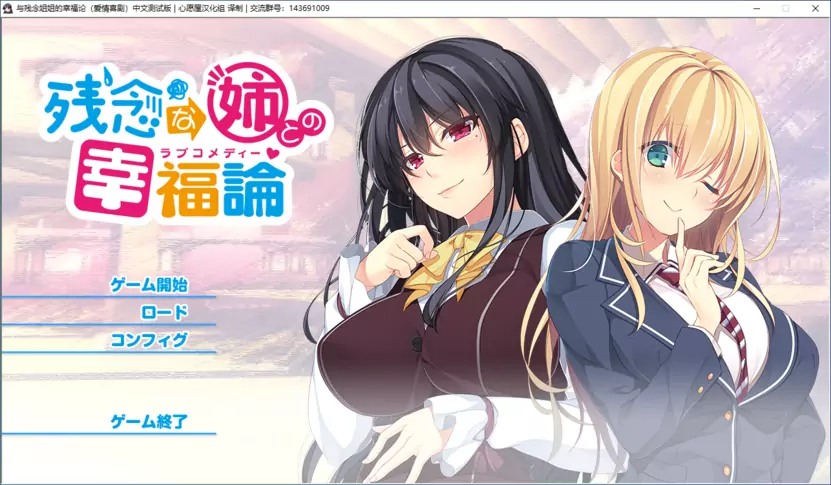 与残念姐姐的幸福论（爱情喜剧）中文测试版 | 心愿屋汉化组 译制 | 交流群号：143691009
残念な姉との
ラブコメディー♥
幸福論
ゲーム開始
ロード
コンフィグ
ゲーム終了